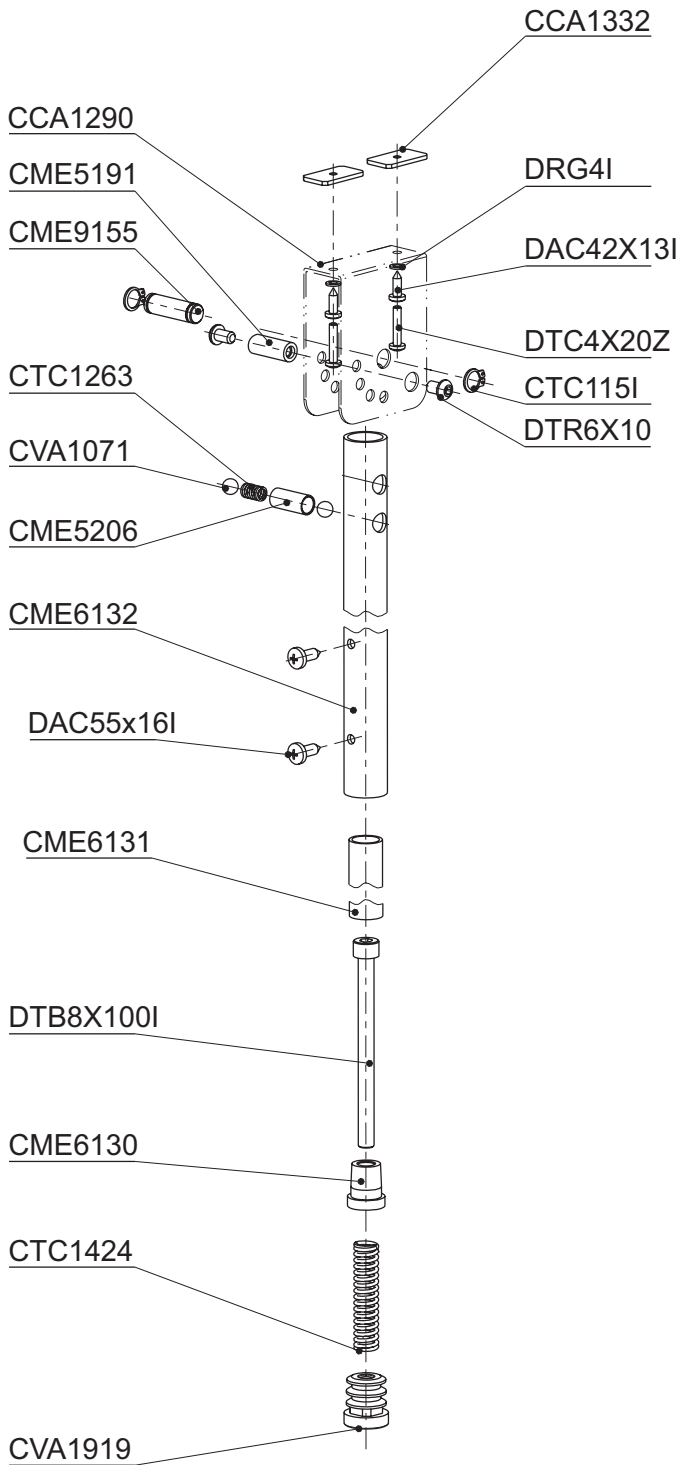 CCA1332
CCA1290
CME5191
DRG4I
CME9155
DAC42X13I
DTC4X20Z
CTC1263
CTC115I
DTR6X10
CVA1071
CME5206
CME6132
DAC55x16I
CME6131
DTB8X100I
CME6130
CTC1424
CVA1919